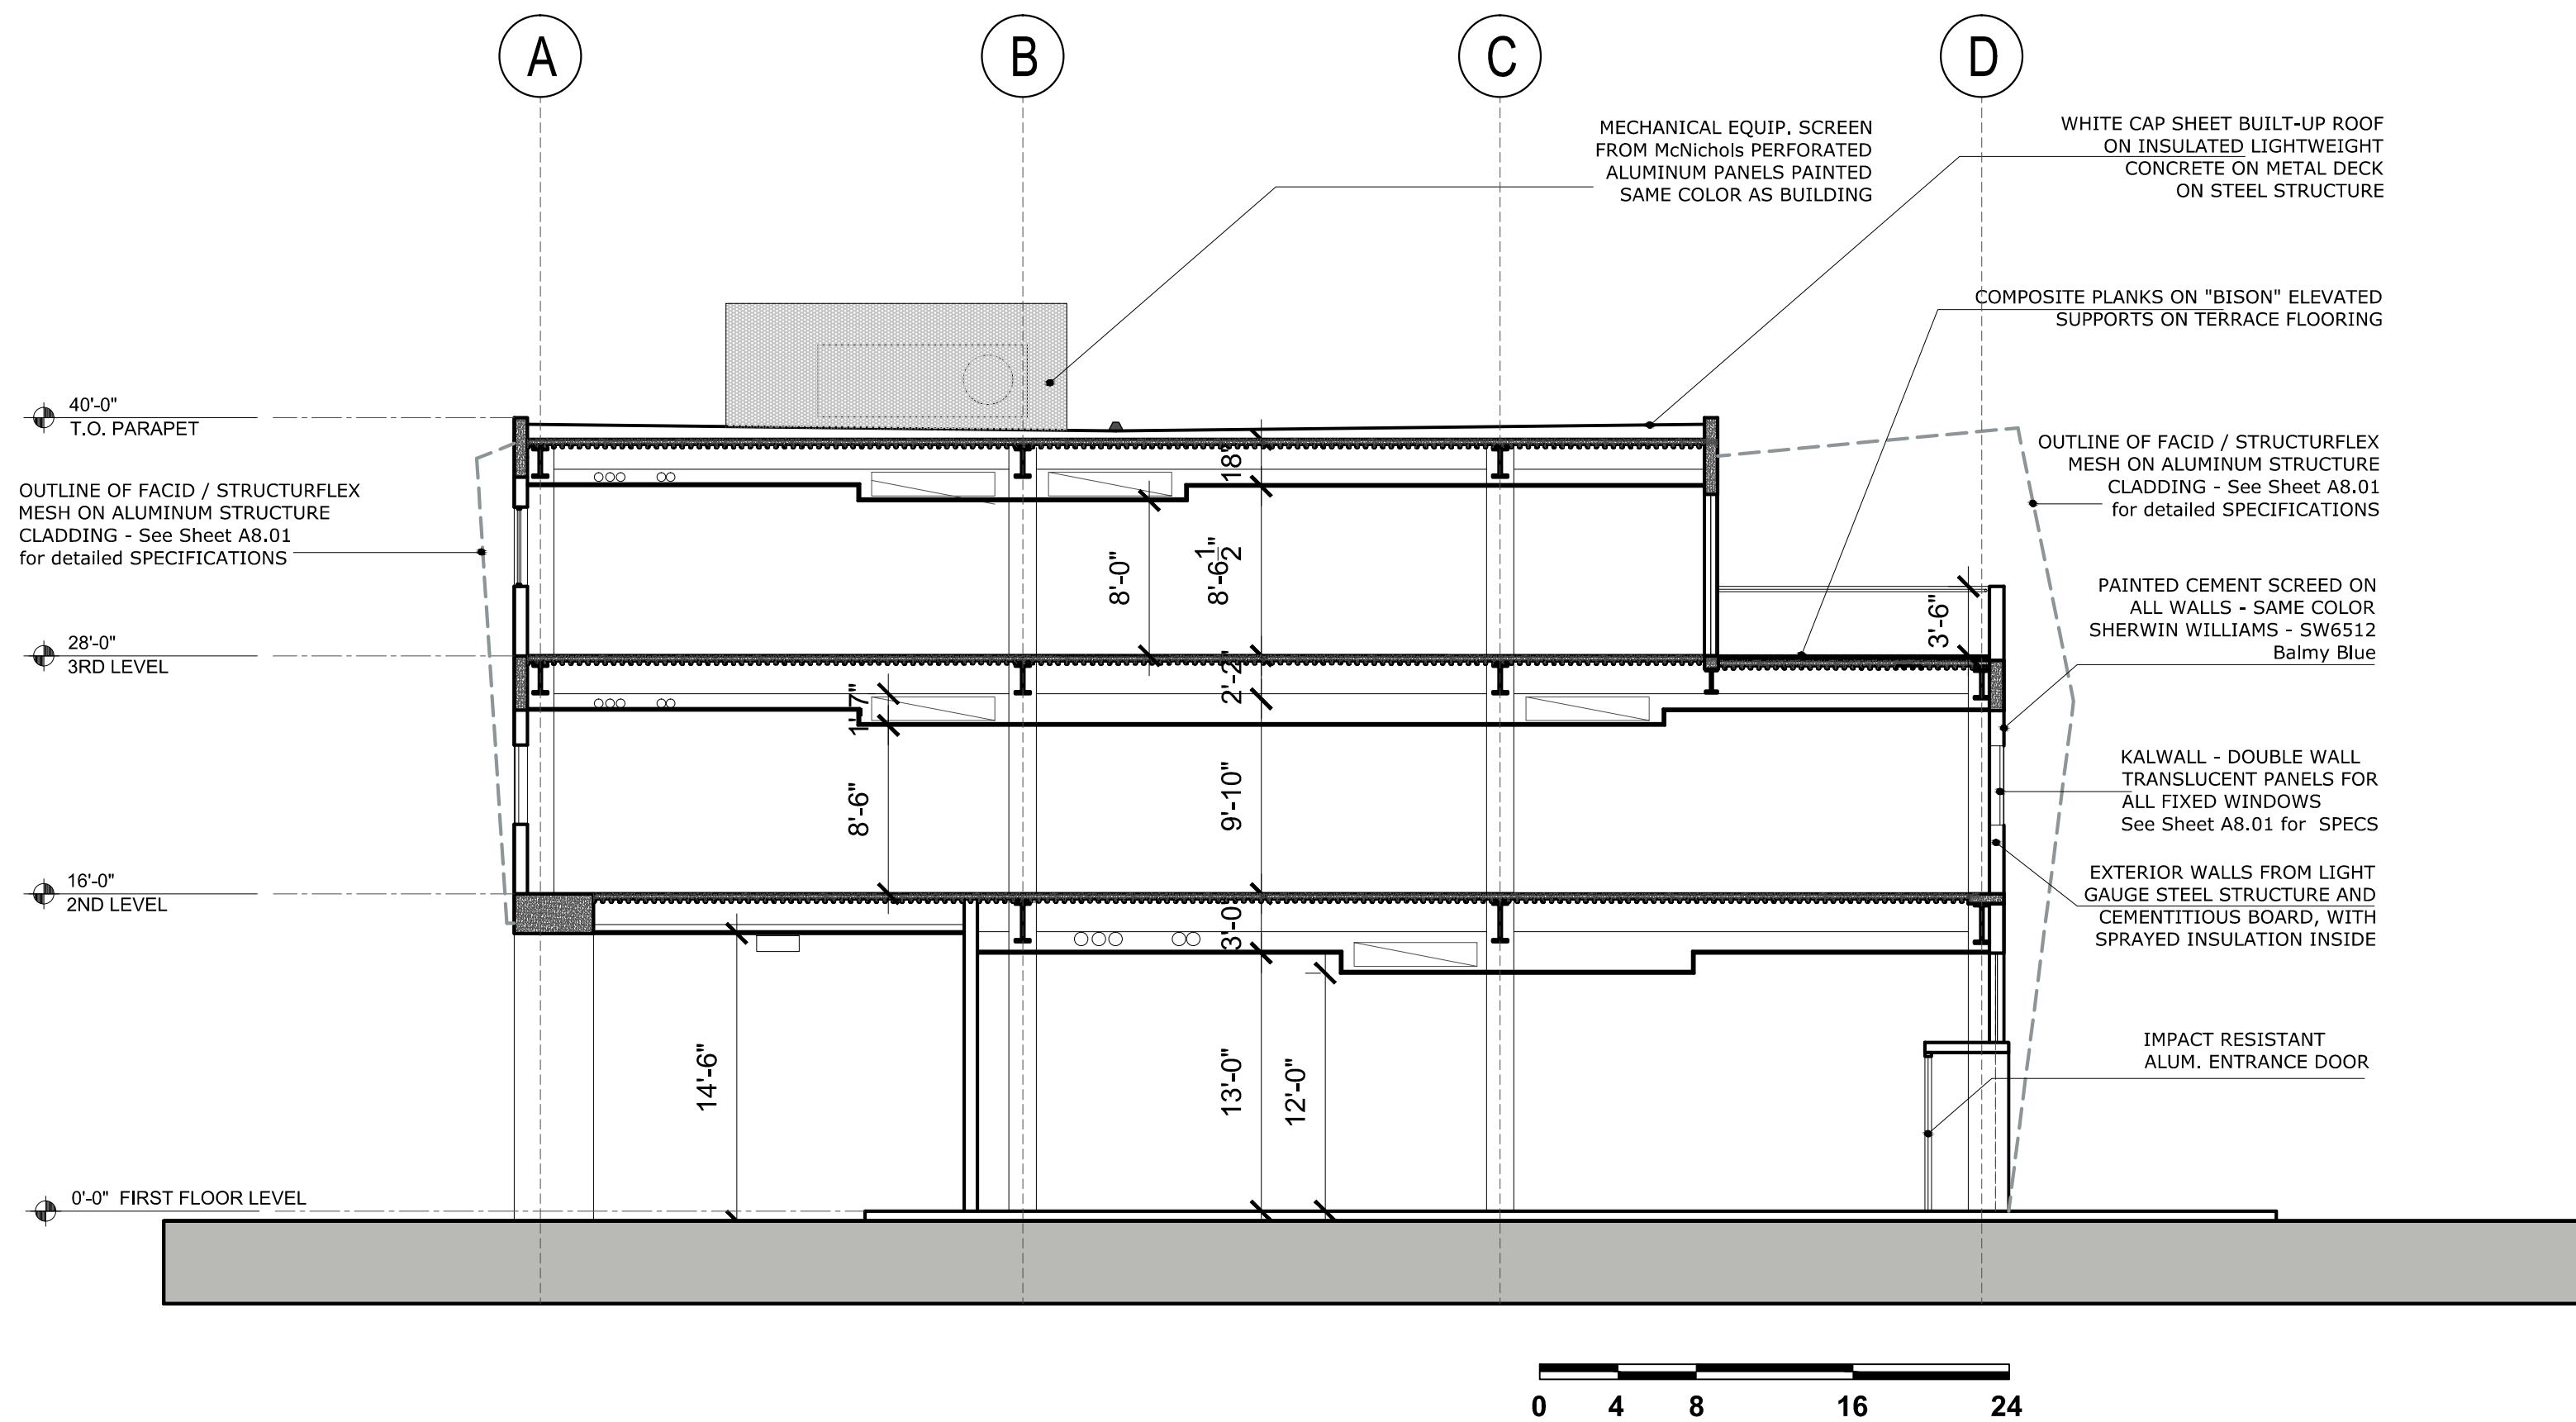 A
B
C
D
MECHANICAL EQUIP. SCREEN
FROM McNichols PERFORATED
ALUMINUM PANELS PAINTED
SAME COLOR AS BUILDING
WHITE CAP SHEET BUILT-UP ROOF
ON INSULATED LIGHTWEIGHT
CONCRETE ON METAL DECK
ON STEEL STRUCTURE
COMPOSITE PLANKS ON "BISON" ELEVATED
SUPPORTS ON TERRACE FLOORING
40'-0"
T.O. PARAPET
OUTLINE OF FACID / STRUCTURFLEX
MESH ON ALUMINUM STRUCTURE
CLADDING - See Sheet A8.01
for detailed SPECIFICATIONS
OUTLINE OF FACID / STRUCTURFLEX
MESH ON ALUMINUM STRUCTURE
CLADDING - See Sheet A8.01
for detailed SPECIFICATIONS
18"
8'-0"
8'-6 1/2"
3'-6"
PAINTED CEMENT SCREED ON
ALL WALLS - SAME COLOR
SHERWIN WILLIAMS - SW6512
Balmy Blue
28'-0"
3RD LEVEL
2'-2"
1'-7"
8'-6"
9'-10"
KALWALL - DOUBLE WALL
TRANSLUCENT PANELS FOR
ALL FIXED WINDOWS
See Sheet A8.01 for SPECS
16'-0"
2ND LEVEL
3'-0"
EXTERIOR WALLS FROM LIGHT
GAUGE STEEL STRUCTURE AND
CEMENTITIOUS BOARD, WITH
SPRAYED INSULATION INSIDE
14'-6"
13'-0"
12'-0"
IMPACT RESISTANT
ALUM. ENTRANCE DOOR
0'-0" FIRST FLOOR LEVEL
0 4 8 16 24